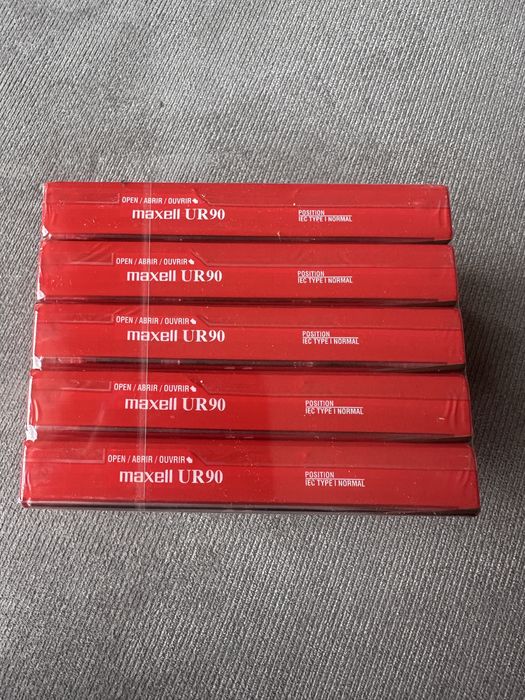 OPEN / ABRIR / OUVRIR
maxell UR90
POSITION
IEC TYPE I NORMAL
OPEN / ABRIR / OUVRIR
maxell UR90
POSITION
IEC TYPE I NORMAL
OPEN / ABRIR / OUVRIR
maxell UR90
POSITION
IEC TYPE I NORMAL
OPEN / ABRIR / OUVRIR
maxell UR90
POSITION
IEC TYPE I NORMAL
OPEN / ABRIR / OUVRIR
maxell UR90
POSITION
IEC TYPE I NORMAL